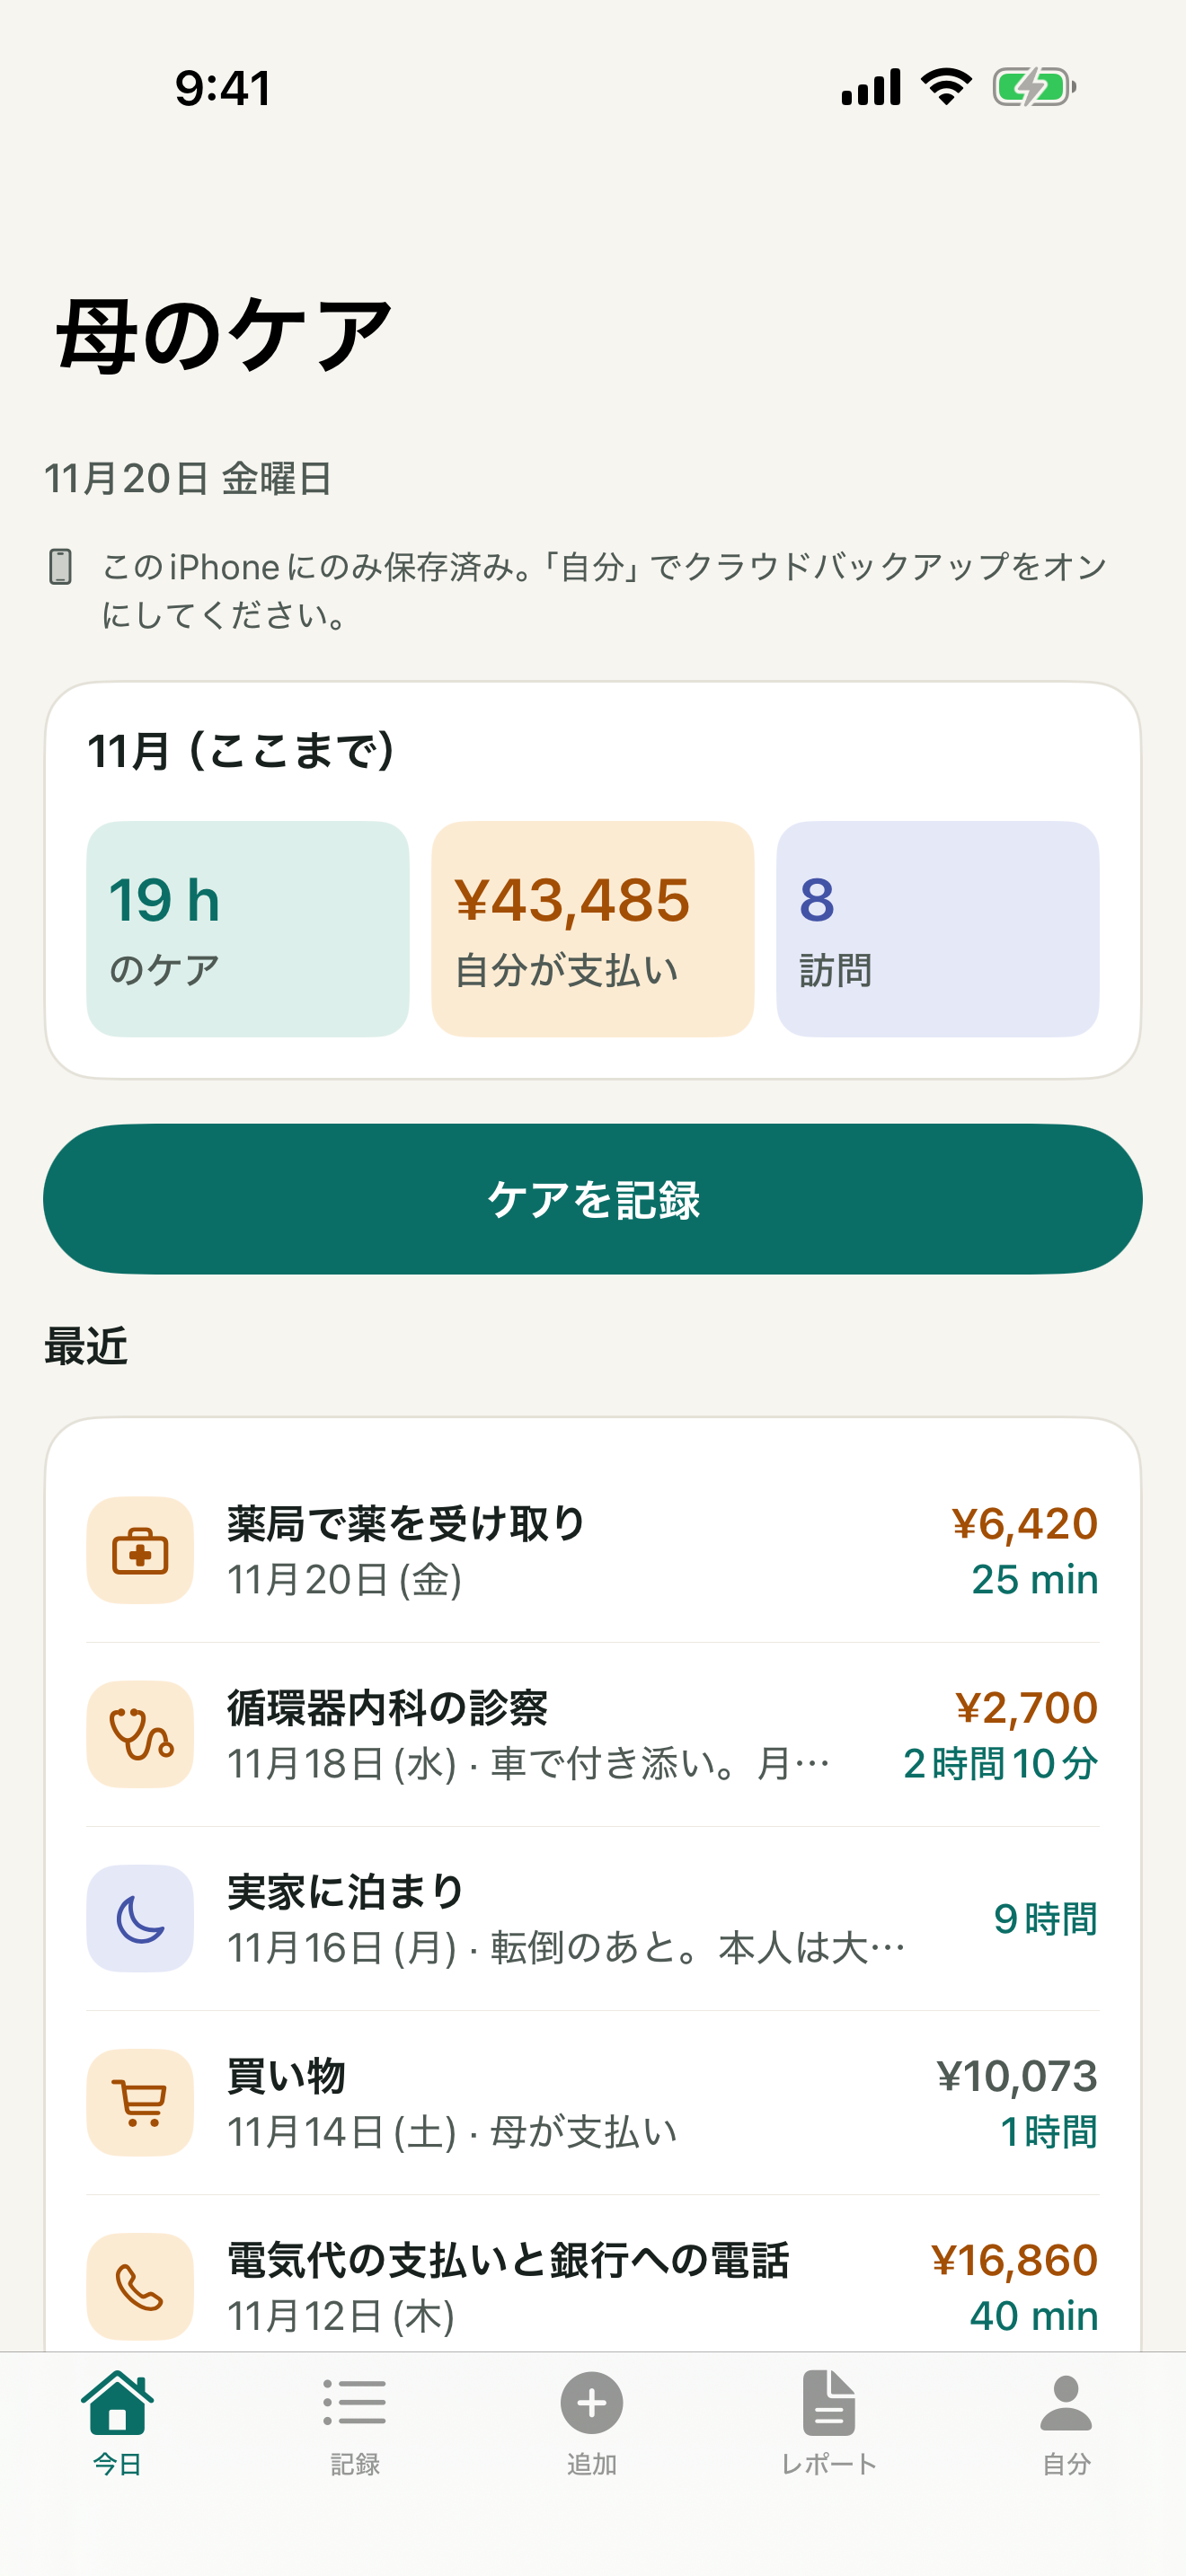 9:41
母のケア
11月20日 金曜日
このiPhoneにのみ保存済み。「自分」でクラウドバックアップをオン
にしてください。
11月（ここまで）
19 h
のケア
¥43,485
自分が支払い
8
訪問
ケアを記録
最近
薬局で薬を受け取り
¥6,420
11月20日(金)
25 min
循環器内科の診察
¥2,700
11月18日(水) · 車で付き添い。月…
2時間10分
実家に泊まり
11月16日(月) · 転倒のあと。本人は大…
9時間
買い物
¥10,073
11月14日(土) · 母が支払い
1時間
電気代の支払いと銀行への電話
¥16,860
11月12日(木)
40 min
今日
記録
追加
レポート
自分